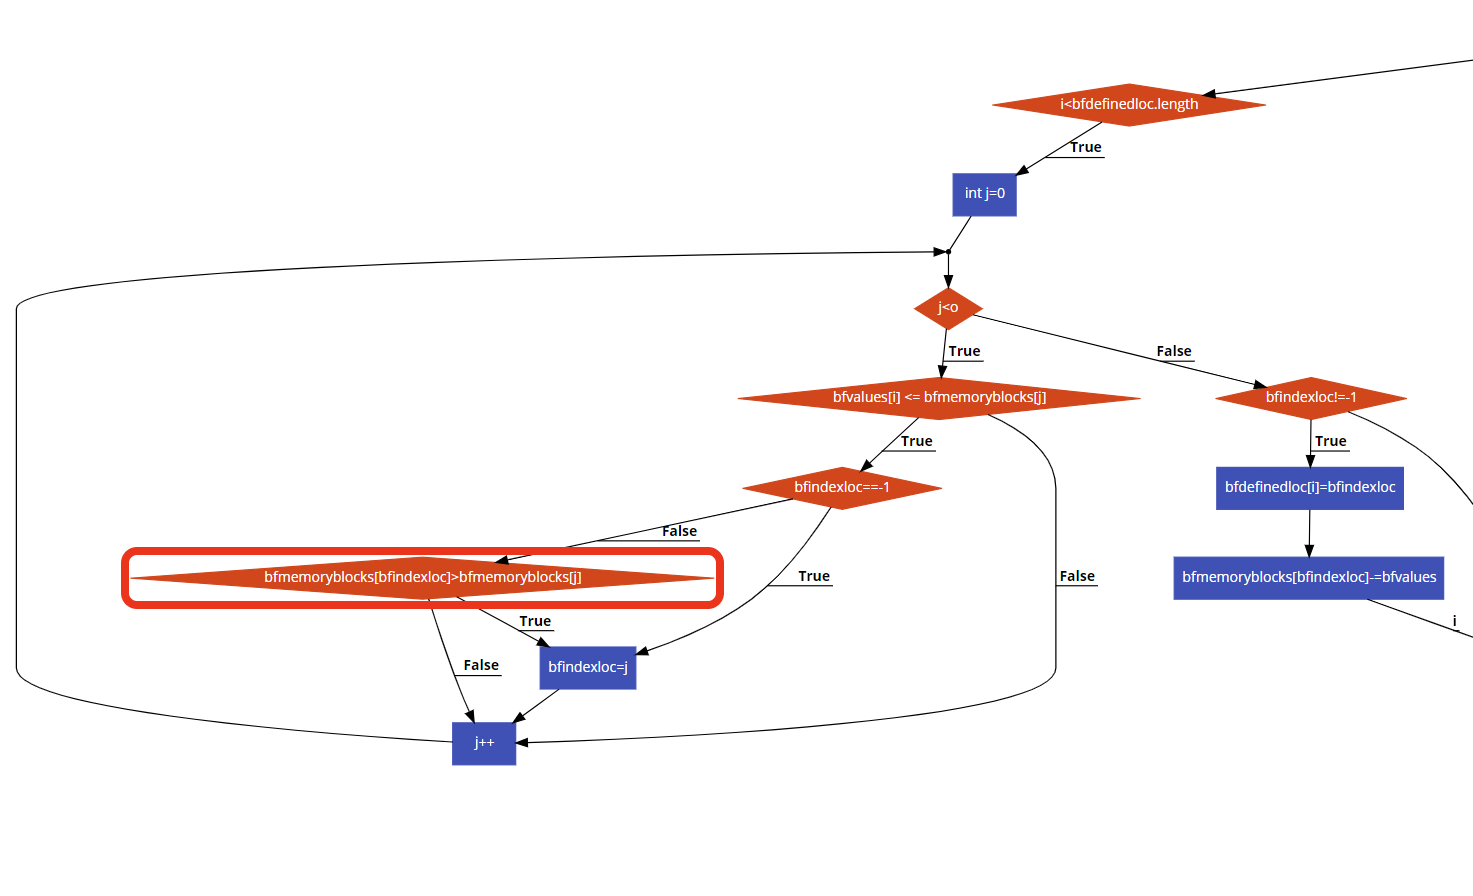 i<bfdefinedloc.length
True
int j=0
j<o
True
False
bfvalues[i] <= bfmemoryblocks[j]
bfindexloc!=-1
True
True
bfindexloc==-1
bfdefinedloc[i]=bfindexloc
False
True
False
bfmemoryblocks[bfindexloc]>bfmemoryblocks[j]
bfmemoryblocks[bfindexloc]-=bfvalues
True
i
False
bfindexloc=j
j++